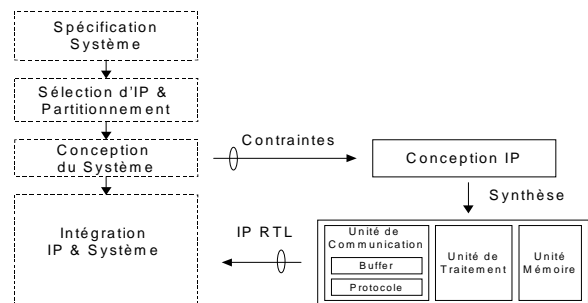 Spécification
Système
Sélection d'IP &
Partitionnement
Conception
du Système
Contraintes
Conception IP
Synthèse
Intégration
IP & Système
IP RTL
Unité de
Communication
Buffer
Protocole
Unité de
Traitement
Unité
Mémoire